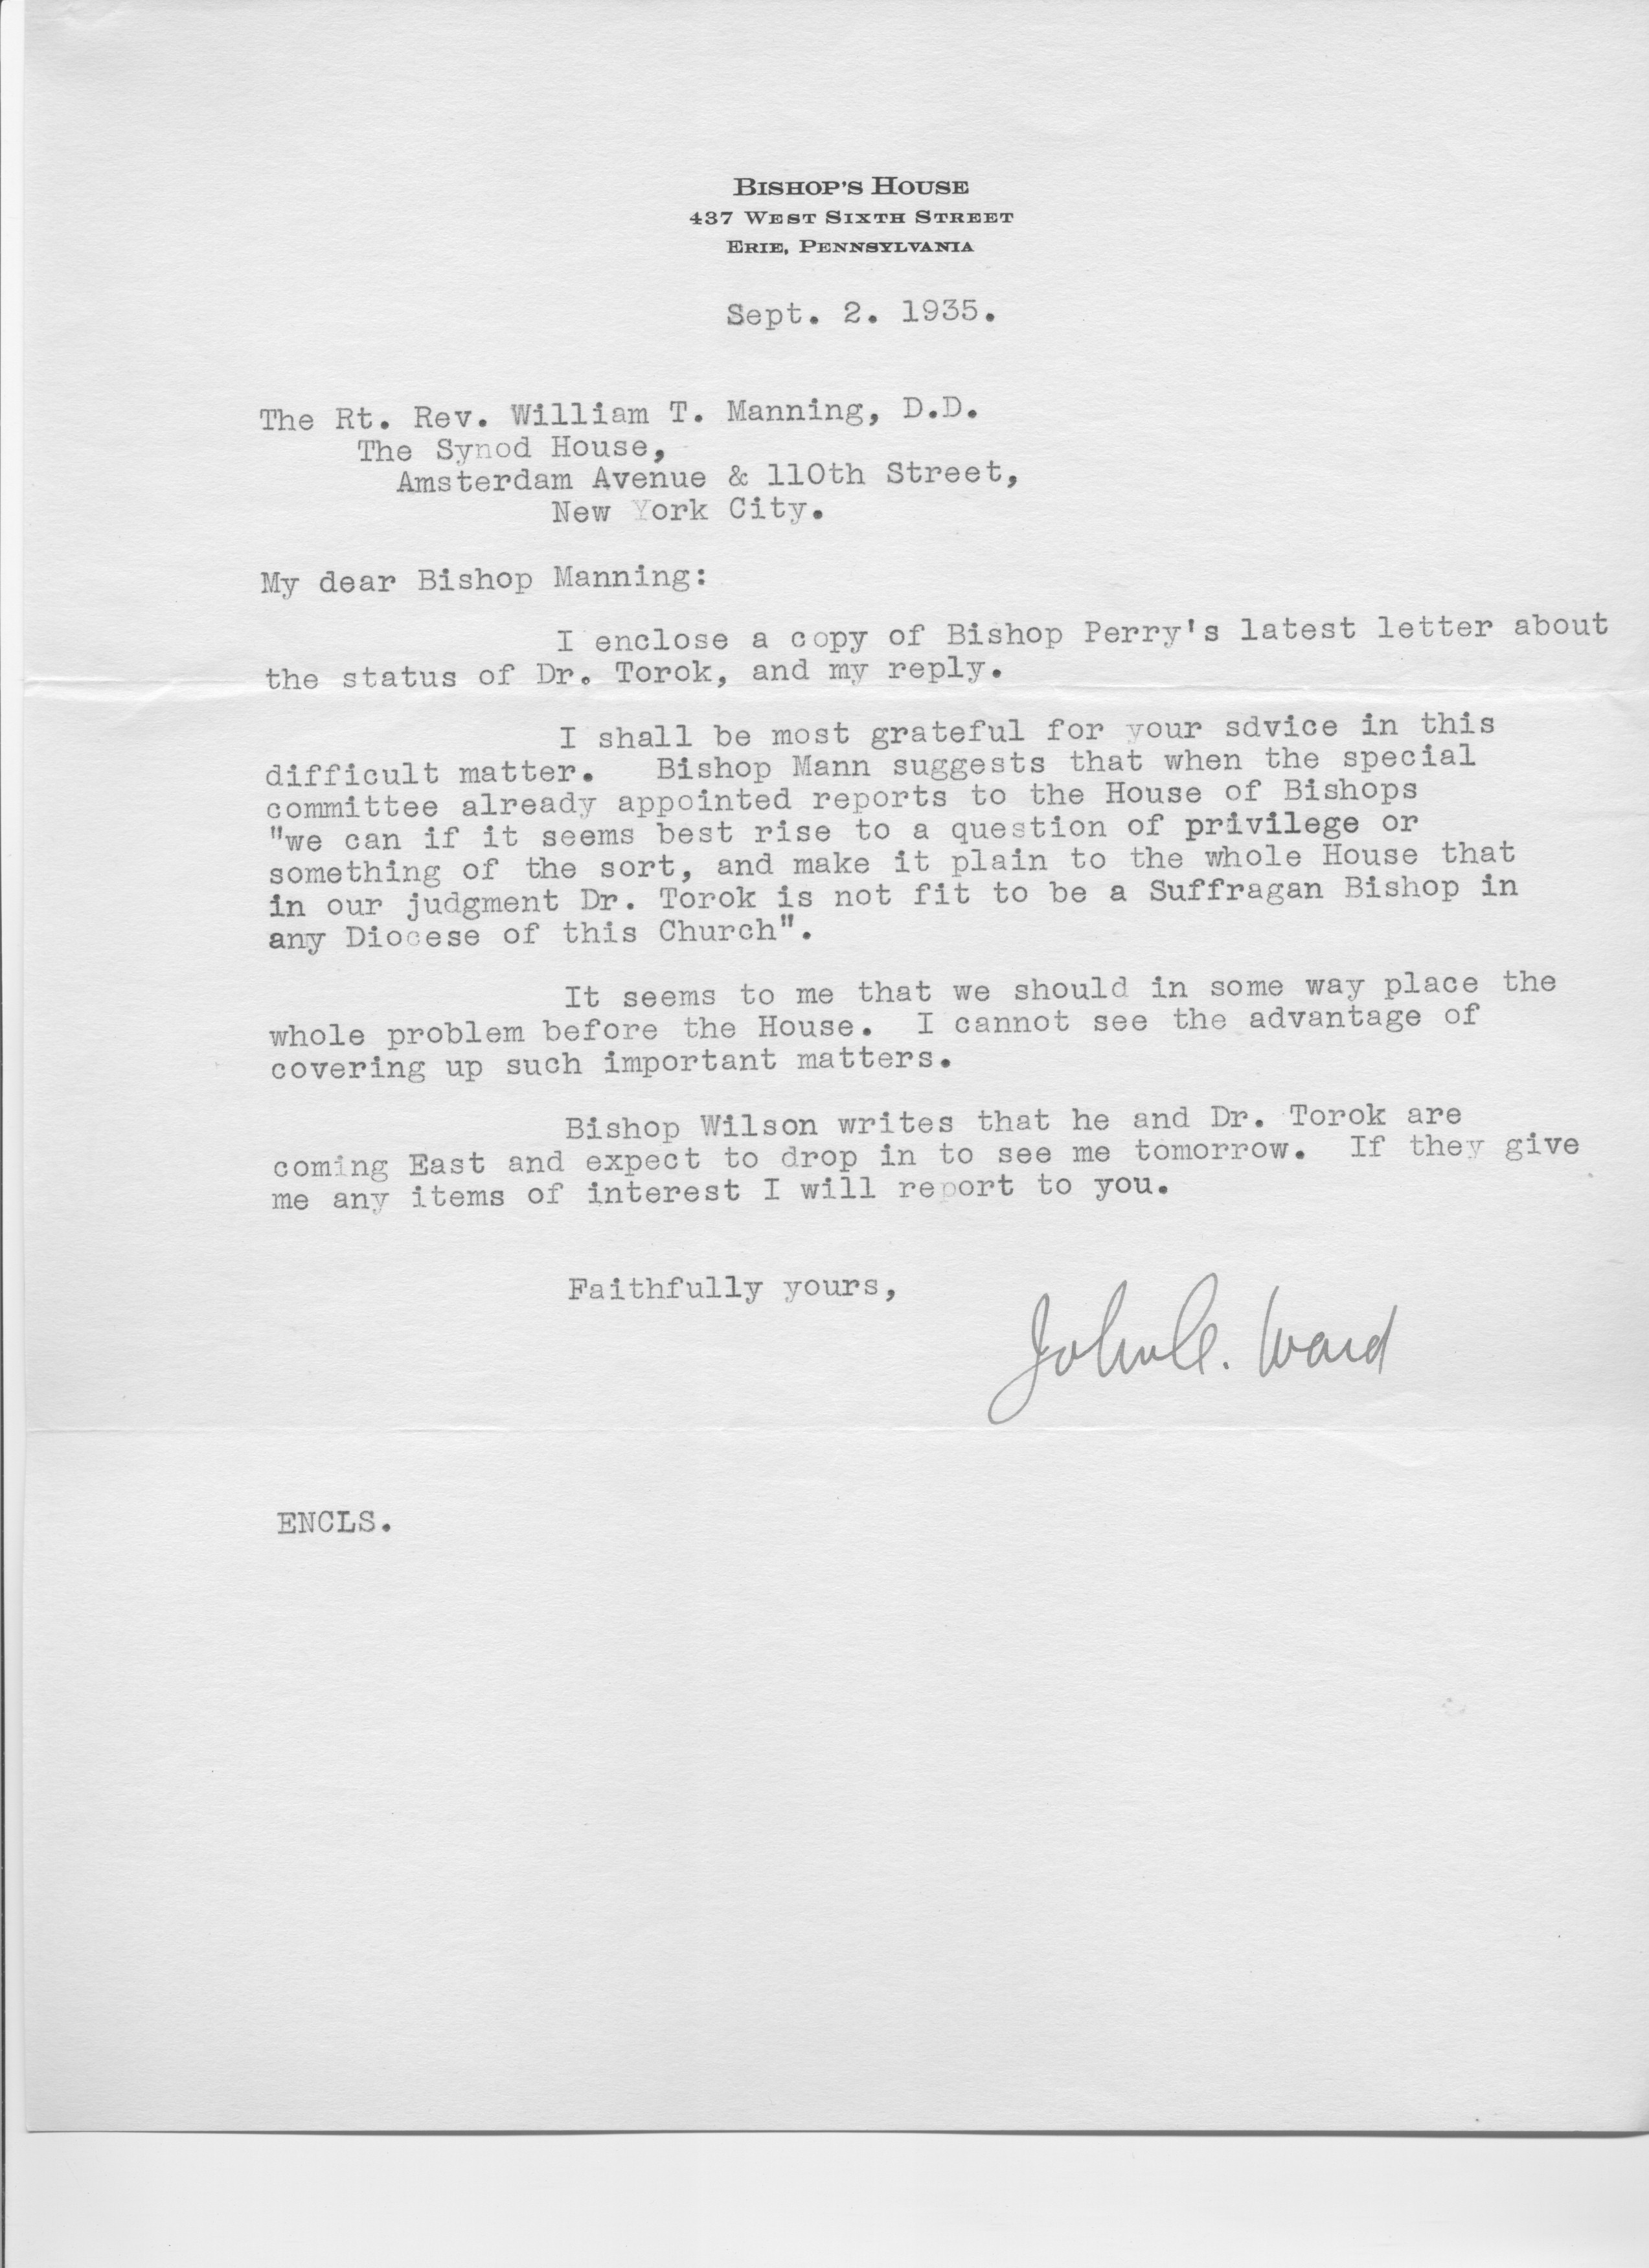 BISHOP'S HOUSE
437 WEST SIXTH STREET
ERIE, PENNSYLVANIA
Sept. 2. 1935.
The Rt. Rev. William T. Manning, D.D.
The Synod House,
Amsterdam Avenue & 110th Street,
New York City.
My dear Bishop Manning:
I enclose a copy of Bishop Perry's latest letter about
the status of Dr. Torok, and my reply.
I shall be most grateful for your sdvice in this
difficult matter. Bishop Mann suggests that when the special
committee already appointed reports to the House of Bishops
"we can if it seems best rise to a question of privilege or
something of the sort, and make it plain to the whole House that
in our judgment Dr. Torok is not fit to be a Suffragan Bishop in
any Diocese of this Church".
It seems to me that we should in some way place the
whole problem before the House. I cannot see the advantage of
covering up such important matters.
Bishop Wilson writes that he and Dr. Torok are
coming East and expect to drop in to see me tomorrow. If they give
me any items of interest I will report to you.
Faithfully yours,
John C. Ward
ENCLS.